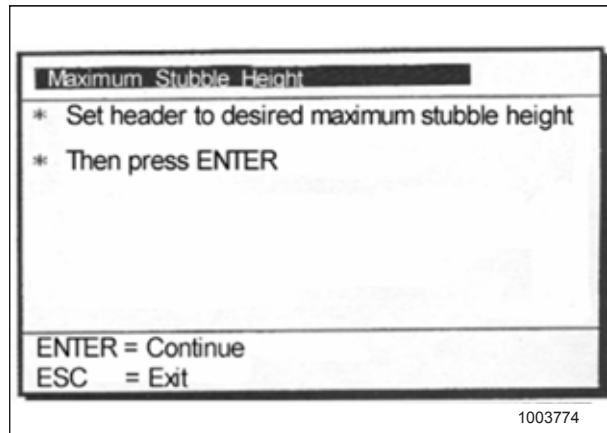 Maximum Stubble Height
* Set header to desired maximum stubble height
* Then press ENTER
ENTER = Continue
ESC = Exit
1003774